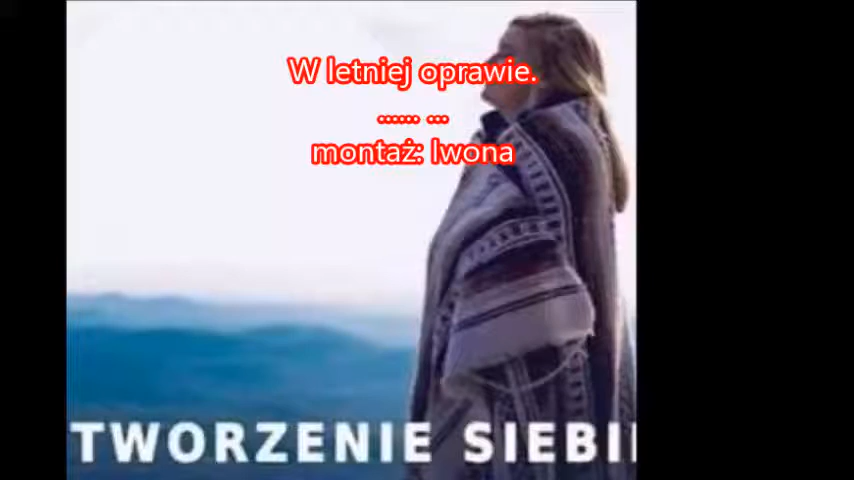 W letniej oprawie.
...... ...
montaż: Iwona
TWORZENIE SIEBI